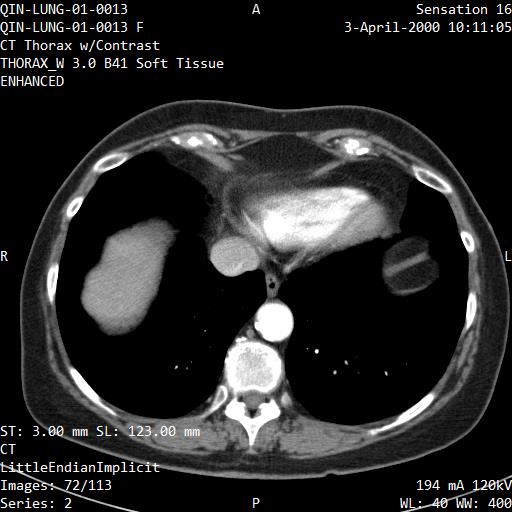 QIN-LUNG-01-0013
A
Sensation 16
QIN-LUNG-01-0013 F
3-April-2000 10:11:05
CT Thorax w/Contrast
THORAX_W 3.0 B41 Soft Tissue
ENHANCED
R
L
ST: 3.00 mm SL: 123.00 mm
CT
LittleEndianImplicit
Images: 72/113
194 mA 120kV
Series: 2
P
WL: 40 WW: 400